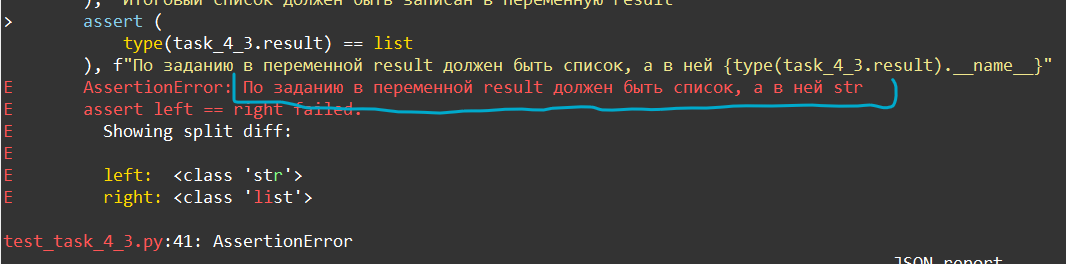 ), "Итоговый список должен быть записан в переменную result"
> assert (
type(task_4_3.result) == list
), f"По заданию в переменной result должен быть список, а в ней {type(task_4_3.result).__name__}"
E AssertionError: По заданию в переменной result должен быть список, а в ней str
E assert left == right failed.
E Showing split diff:
E
E left: <class 'str'>
E right: <class 'list'>
test_task_4_3.py:41: AssertionError
JSON report